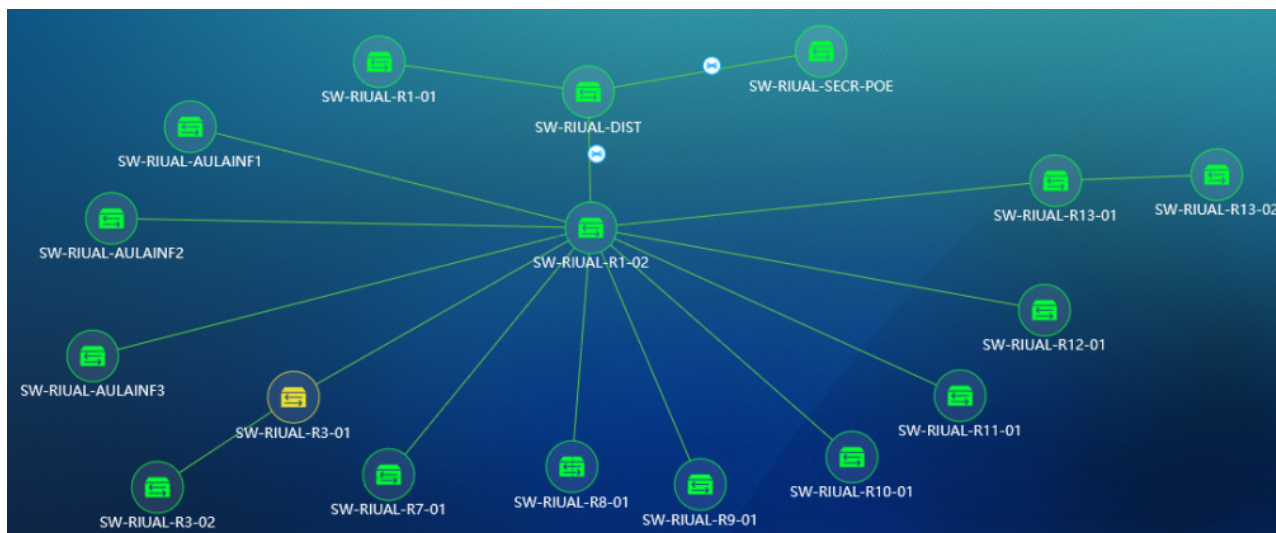 SW-RIUAL-SECR-POE
SW-RIUAL-R1-01
SW-RIUAL-DIST
SW-RIUAL-AULAINF1
SW-RIUAL-R13-02
SW-RIUAL-R13-01
SW-RIUAL-AULAINF2
SW-RIUAL-R1-02
SW-RIUAL-R12-01
SW-RIUAL-AULAINF3
SW-RIUAL-R11-01
SW-RIUAL-R3-01
SW-RIUAL-R10-01
SW-RIUAL-R8-01
SW-RIUAL-R7-01
SW-RIUAL-R9-01
SW-RIUAL-R3-02